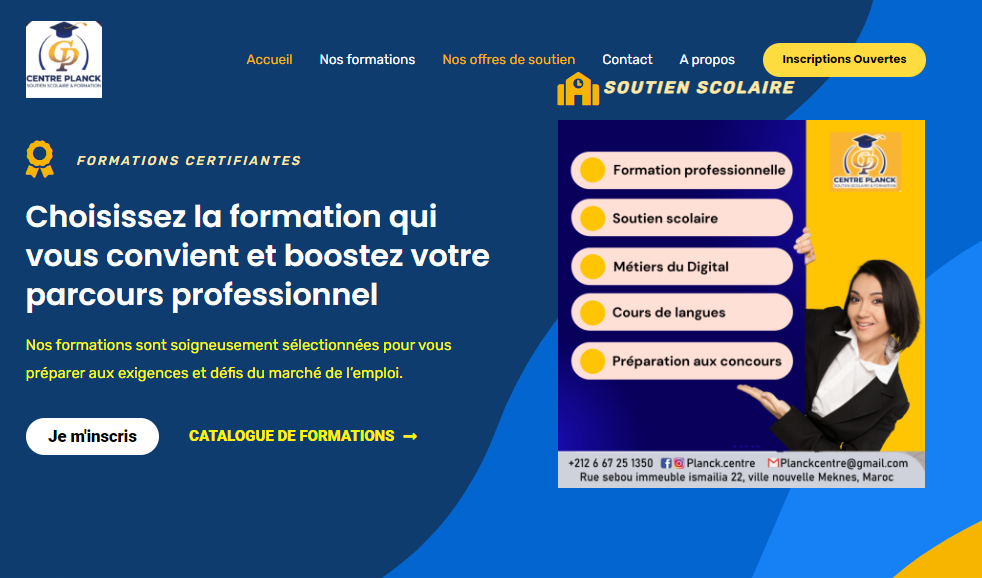 CP
CENTRE PLANCK
SOUTIEN SCOLAIRE & FORMATION
Accueil
Nos formations
Nos offres de soutien
Contact
A propos
Inscriptions Ouvertes
FORMATIONS CERTIFIANTES
Choisissez la formation qui
vous convient et boostez votre
parcours professionnel
Nos formations sont soigneusement sélectionnées pour vous
préparer aux exigences et défis du marché de l'emploi.
Je m'inscris
CATALOGUE DE FORMATIONS →
SOUTIEN SCOLAIRE
CP
CENTRE PLANCK
SOUTIEN SCOLAIRE & FORMATION
Formation professionnelle
Soutien scolaire
Métiers du Digital
Cours de langues
Préparation aux concours
+212 6 67 25 1350 Planck.centre Planckcentre@gmail.com
Rue sebou immeuble ismailia 22, ville nouvelle Meknes, Maroc